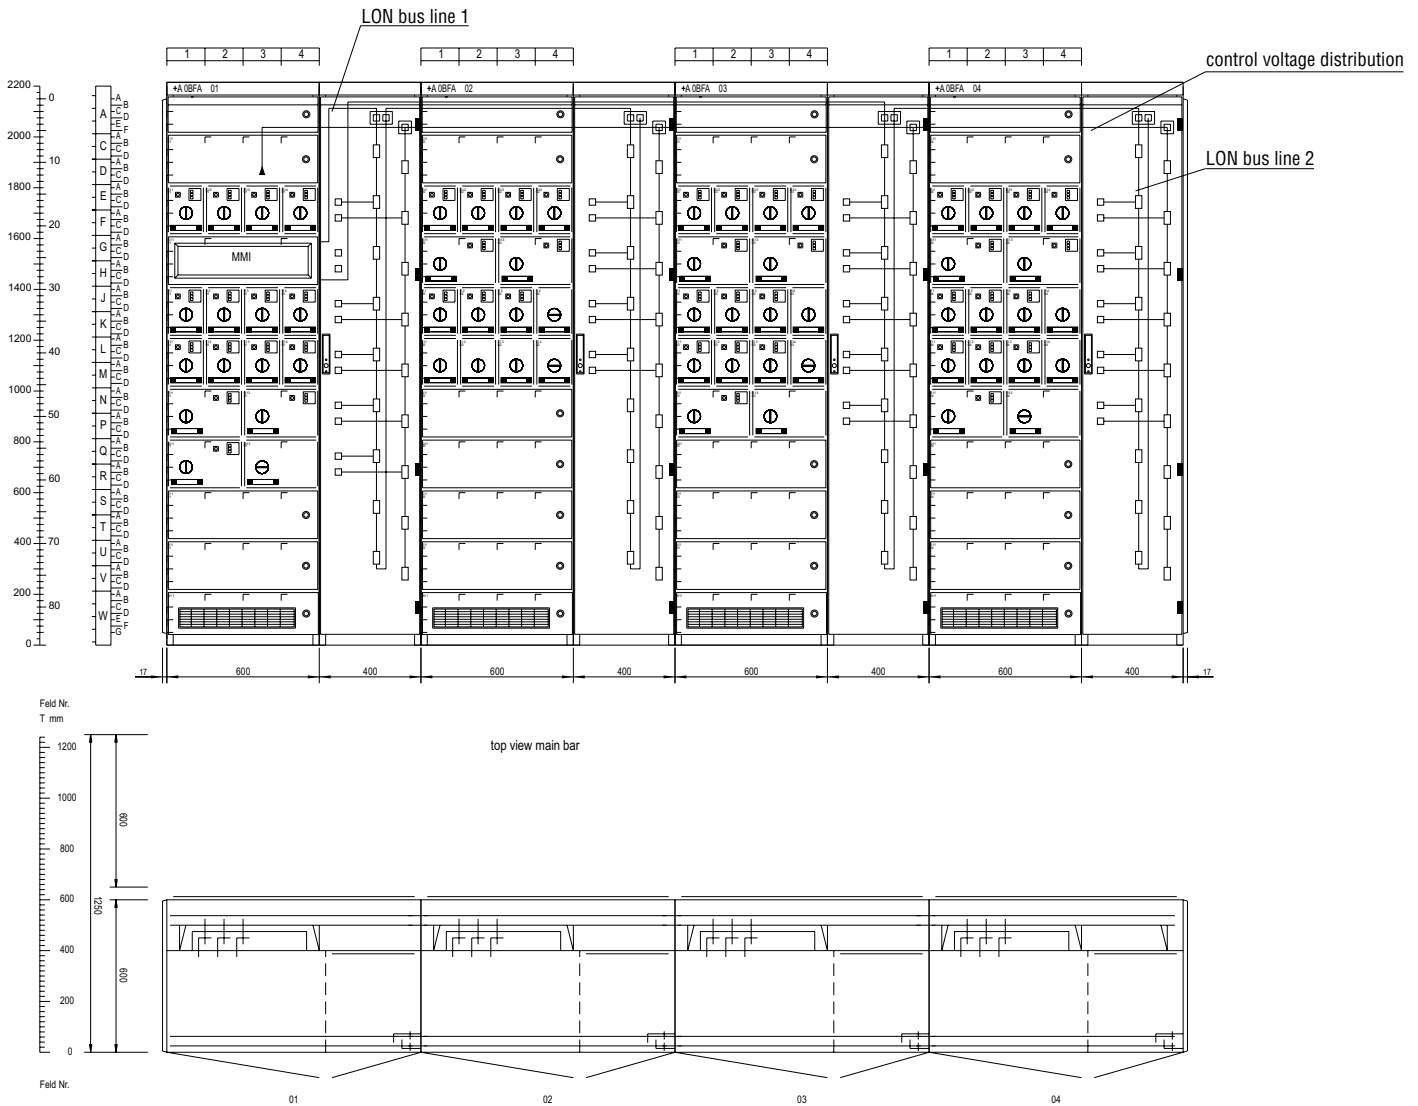 LON bus line 1
1 2 3 4 1 2 3 4 1 2 3 4 1 2 3 4
control voltage distribution
+A 0BFA 01 +A 0BFA 02 +A 0BFA 03 +A 0BFA 04
LON bus line 2
2200
2000
1800
1600
1400
1200
1000
800
600
400
200
0
0
10
20
30
40
50
60
70
80
A A B C D E F
C A B C D
D A B C D
E A B C D
F A B C D
G A B C D
H A B C D
J A B C D
K A B C D
L A B C D
M A B C D
N A B C D
P A B C D
Q A B C D
R A B C D
S A B C D
T A B C D
U A B C D
V A B C D
W A B C D E F G
MMI
17 600 400 600 400 600 400 600 400 17
Feld Nr.
T mm
top view main bar
1200
1000
800
600
400
200
0
600
1250
600
Feld Nr.
01 02 03 04